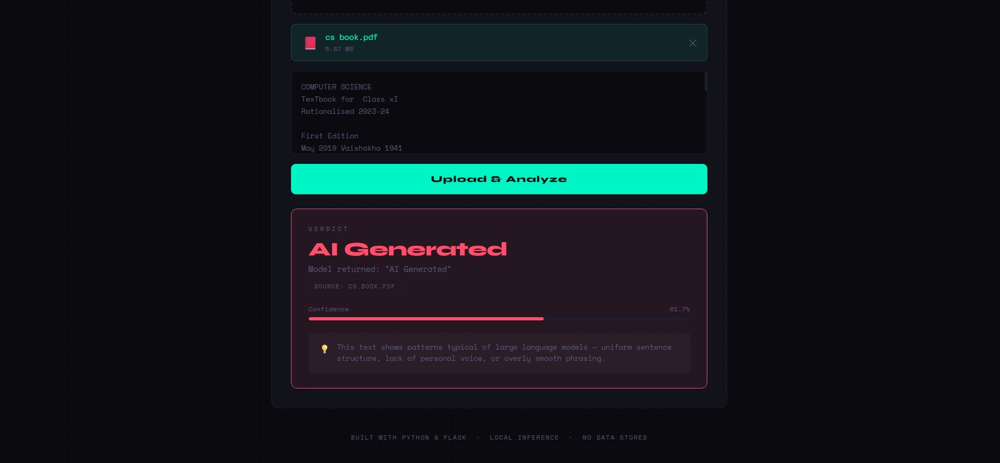 cs book.pdf
5.87 MB
COMPUTER SCIENCE
TexTbook for  Class xI
Rationalised 2023-24
First Edition
May 2019 Vaishakha 1941
Upload & Analyze
VERDICT
AI Generated
Model returned: "AI Generated"
SOURCE: CS BOOK.PDF
Confidence 61.7%
This text shows patterns typical of large language models — uniform sentence
structure, lack of personal voice, or overly smooth phrasing.
BUILT WITH PYTHON & FLASK · LOCAL INFERENCE · NO DATA STORED